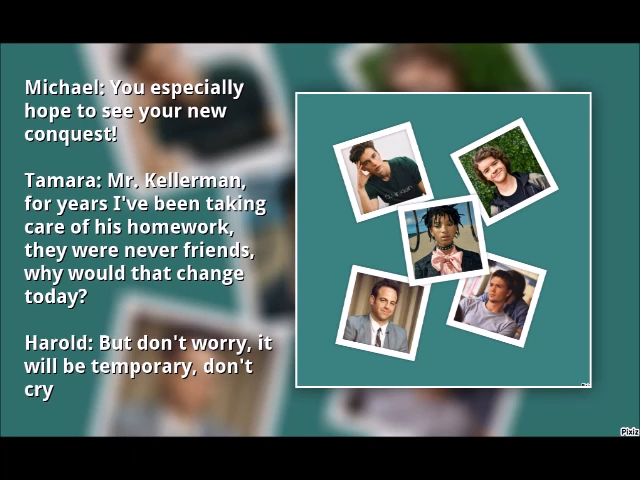 Michael: You especially
hope to see your new
conquest!
Tamara: Mr. Kellerman,
for years I've been taking
care of his homework,
they were never friends,
why would that change
today?
Harold: But don't worry, it
will be temporary, don't
cry
Pixiz